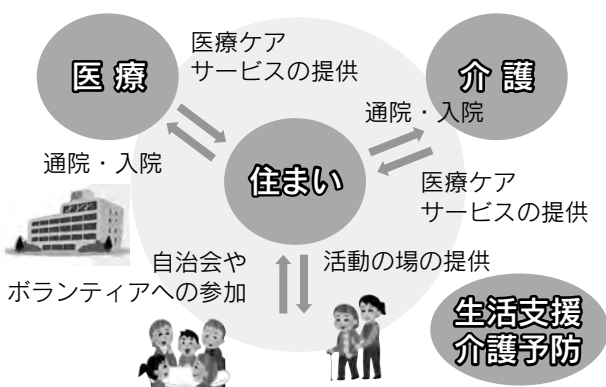 医療
医療ケア
サービスの提供
介護
通院・入院
通院・入院
住まい
医療ケア
サービスの提供
自治会や
ボランティアへの参加
活動の場の提供
生活支援
介護予防